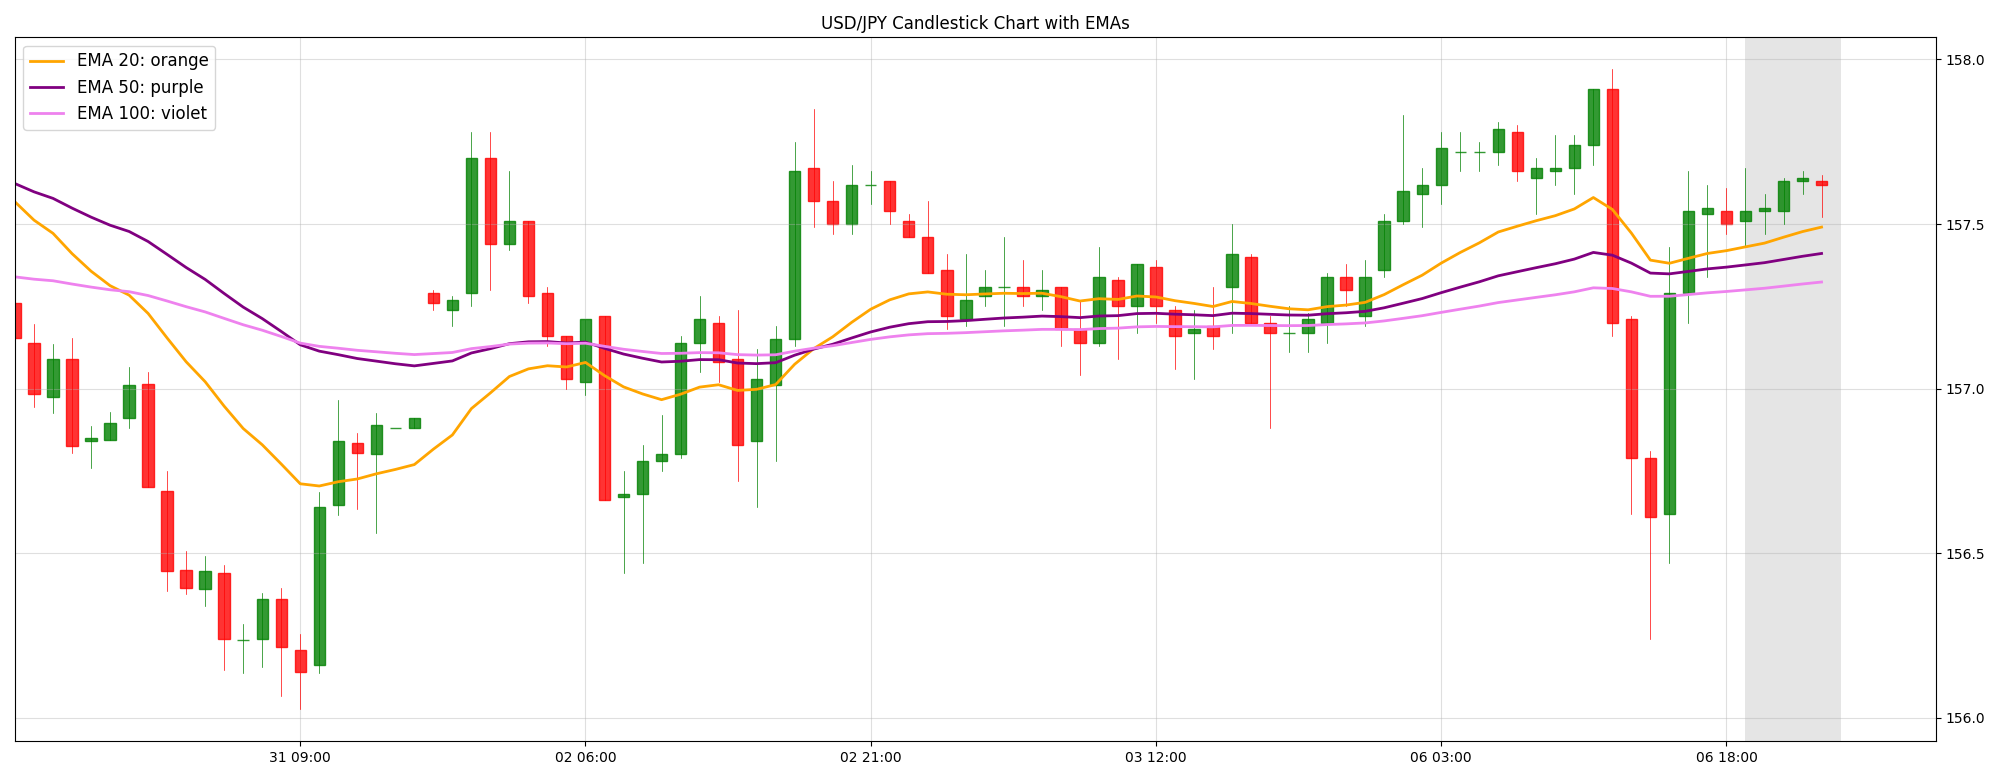 USD/JPY Candlestick Chart with EMAs
EMA 20: orange
EMA 50: purple
EMA 100: violet
158.0
157.5
157.0
156.5
156.0
31 09:00
02 06:00
02 21:00
03 12:00
06 03:00
06 18:00